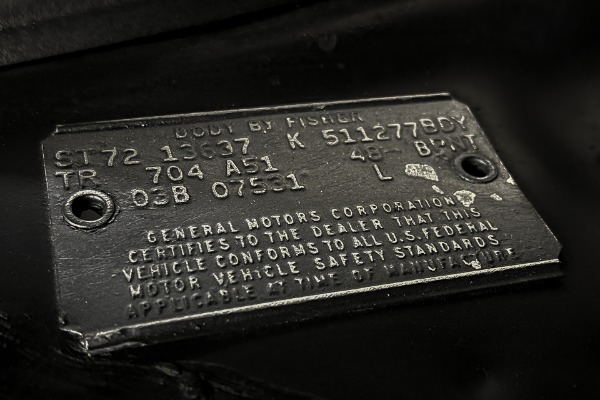 BODY BY FISHER
ST72 13637 K 511277BDY
TR 704 A51 48- L BPNT
03B 07531
GENERAL MOTORS CORPORATION
CERTIFIES TO THE DEALER THAT THIS
VEHICLE CONFORMS TO ALL U.S. FEDERAL
MOTOR VEHICLE SAFETY STANDARDS
APPLICABLE AT TIME OF MANUFACTURE